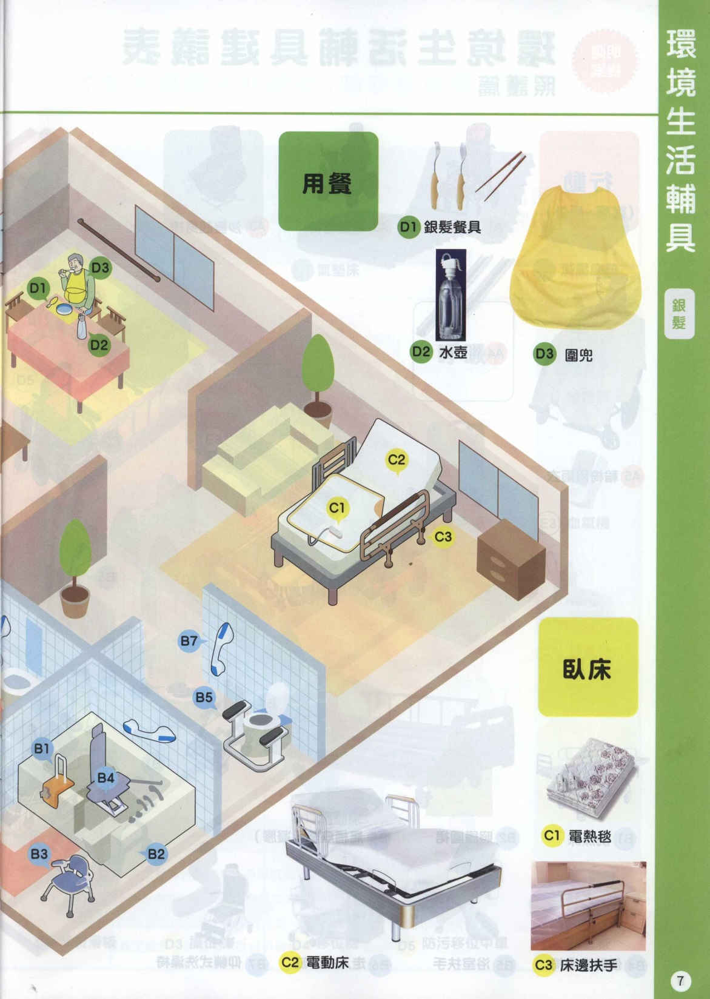 環境生活輔具
銀髮
用餐
D1 銀髮餐具
D2 水壺
D3 圍兜
D3
D1
D2
C2
C1
C3
B7
B5
B1
B4
B3
B2
臥床
C1 電熱毯
C2 電動床
C3 床邊扶手
7